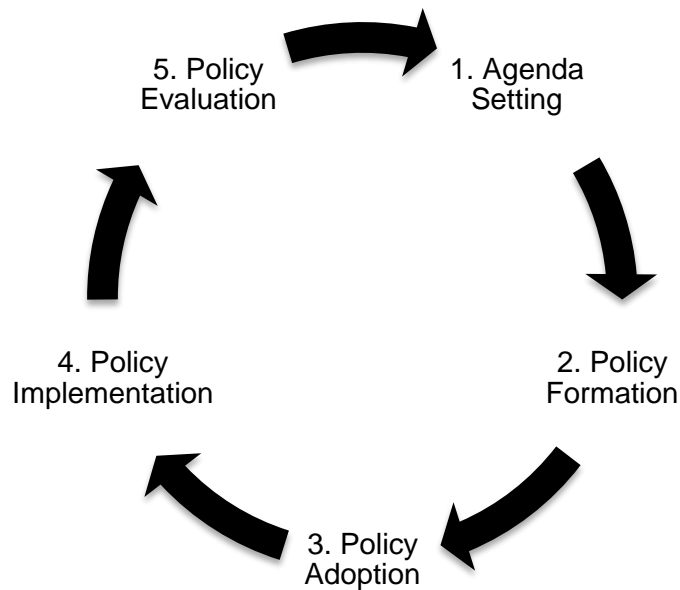 1. Agenda
Setting
2. Policy
Formation
3. Policy
Adoption
4. Policy
Implementation
5. Policy
Evaluation